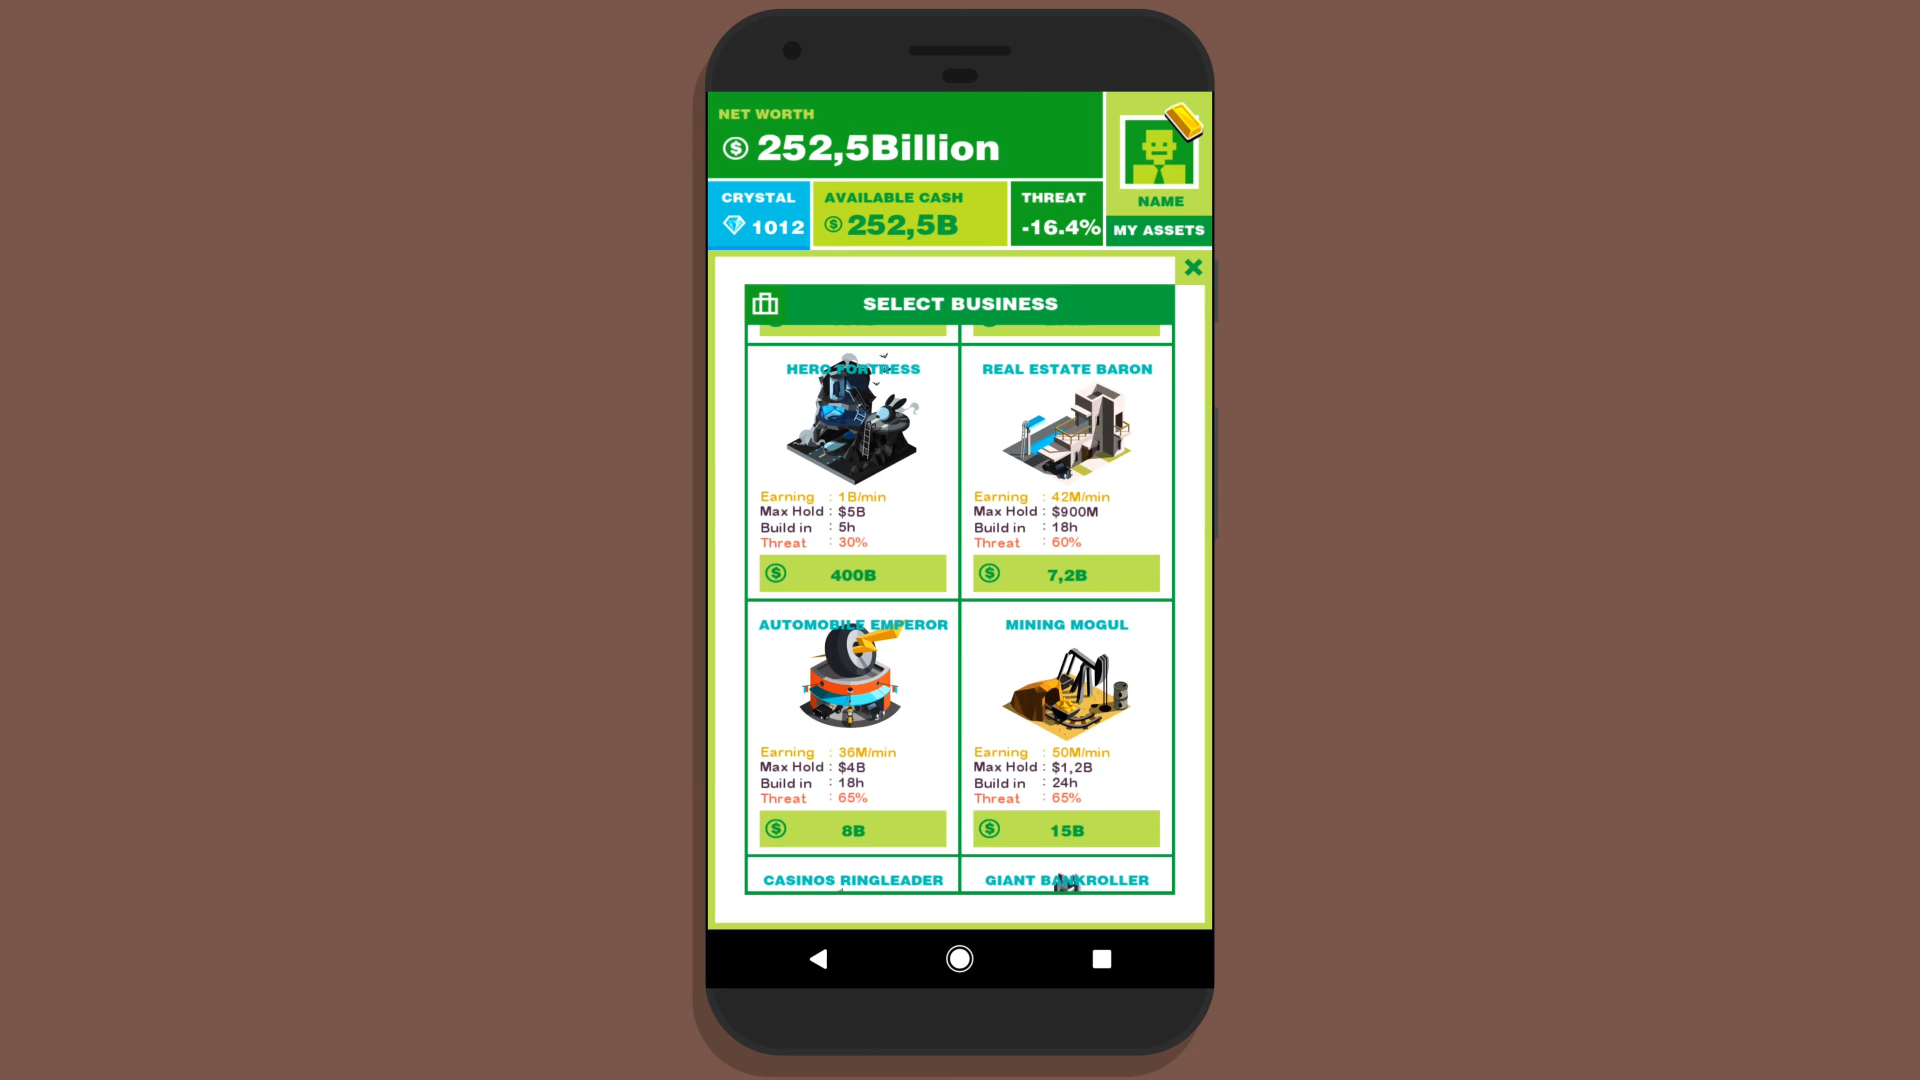 NET WORTH
252,5Billion
CRYSTAL
1012
AVAILABLE CASH
252,5B
THREAT
-16.4%
NAME
MY ASSETS
SELECT BUSINESS
HERO FORTRESS
Earning : 1B/min
Max Hold : $5B
Build in : 5h
Threat : 30%
400B
REAL ESTATE BARON
Earning : 42M/min
Max Hold : $900M
Build in : 18h
Threat : 60%
7,2B
AUTOMOBILE EMPEROR
Earning : 36M/min
Max Hold : $4B
Build in : 18h
Threat : 65%
8B
MINING MOGUL
Earning : 50M/min
Max Hold : $1,2B
Build in : 24h
Threat : 65%
15B
CASINOS RINGLEADER
GIANT BANKROLLER